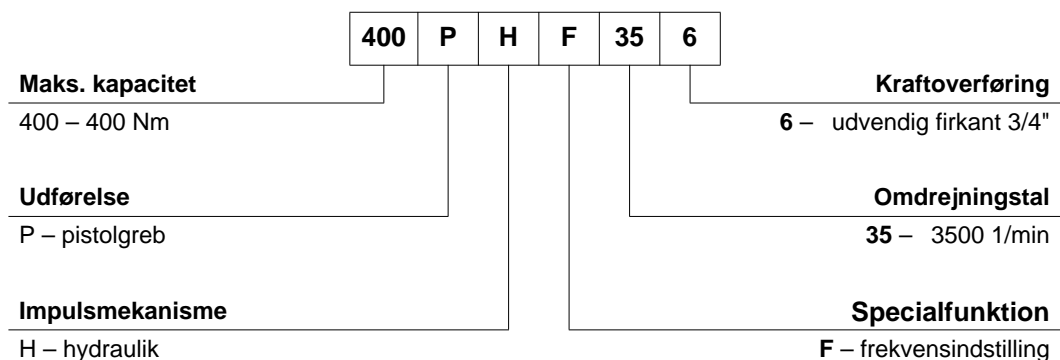 400 P H F 35 6
Maks. kapacitet
400 – 400 Nm
Kraftoverføring
6 – udvendig firkant 3/4"
Udførelse
P – pistolgreb
Omdrejningstal
35 – 3500 1/min
Impulsmekanisme
H – hydraulik
Specialfunktion
F – frekvensindstilling